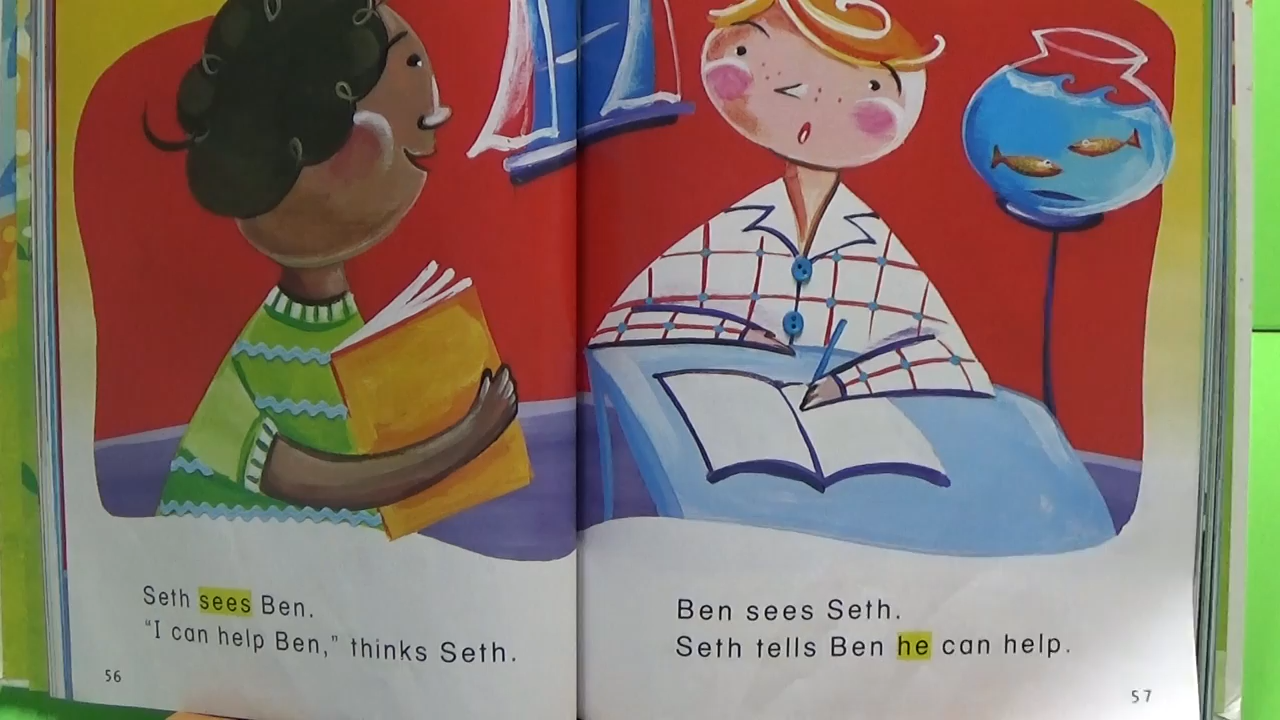 Seth sees Ben.
“I can help Ben,” thinks Seth.
56
Ben sees Seth.
Seth tells Ben he can help.
57